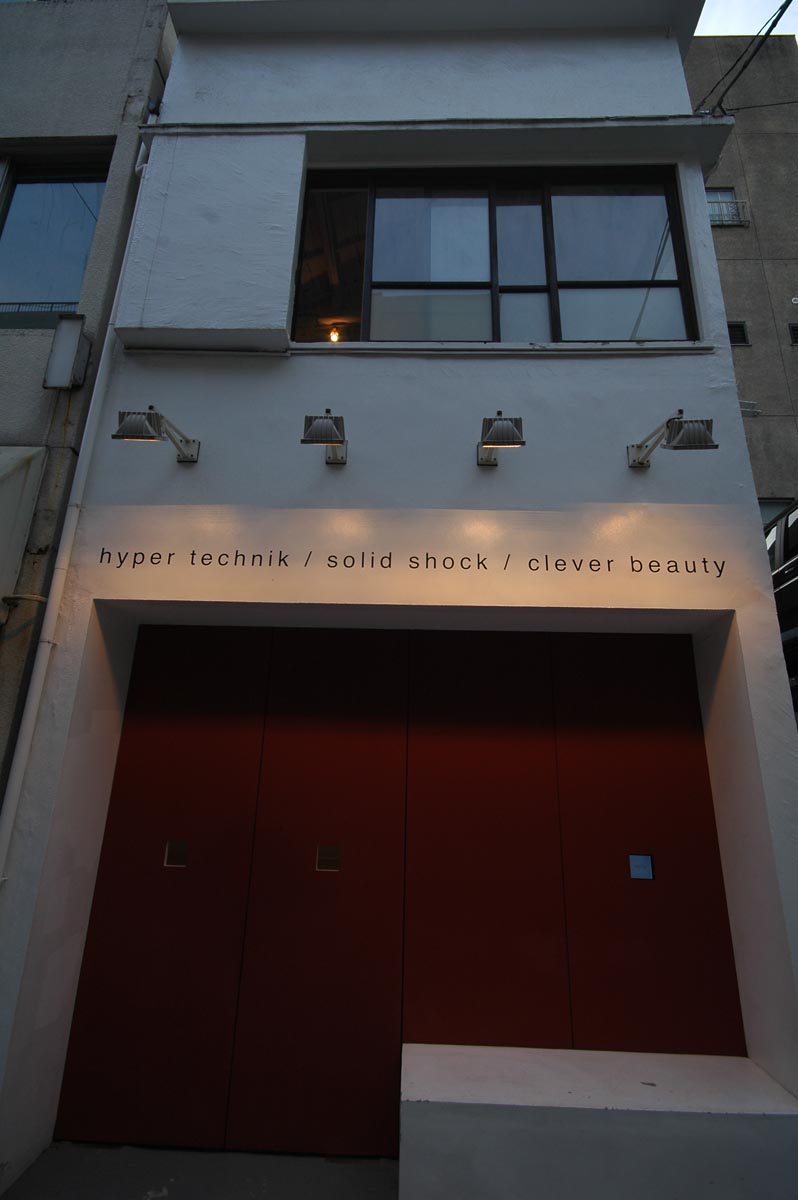 hyper technik / solid shock / clever beauty